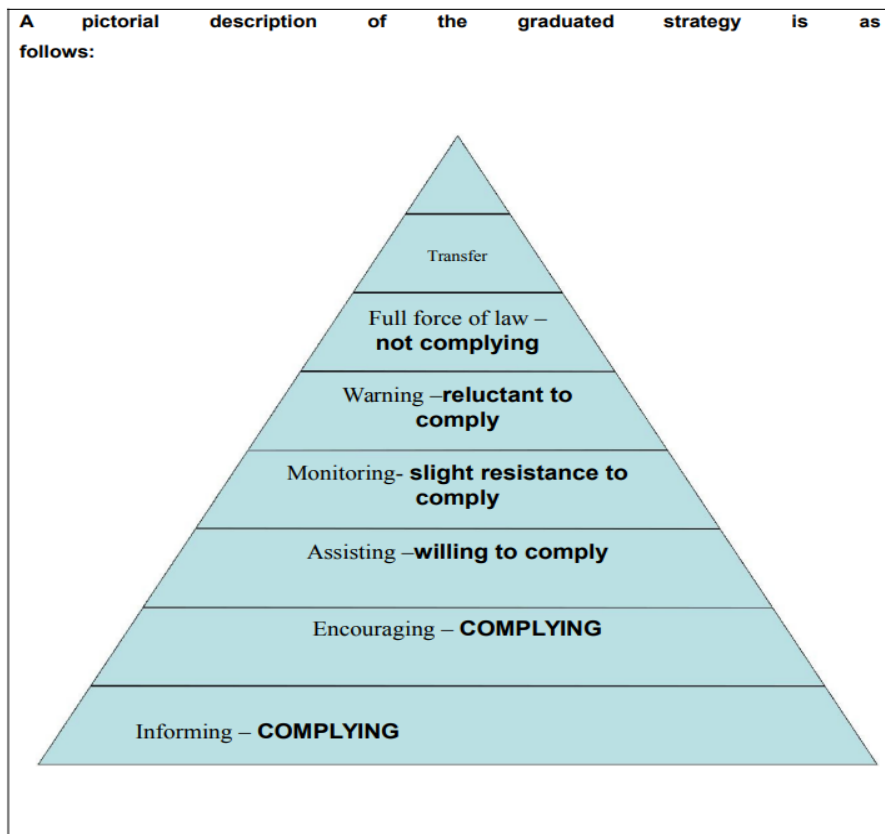 A pictorial description of the graduated strategy is as
follows:
Transfer
Full force of law –
not complying
Warning –reluctant to
comply
Monitoring- slight resistance to
comply
Assisting –willing to comply
Encouraging – COMPLYING
Informing – COMPLYING